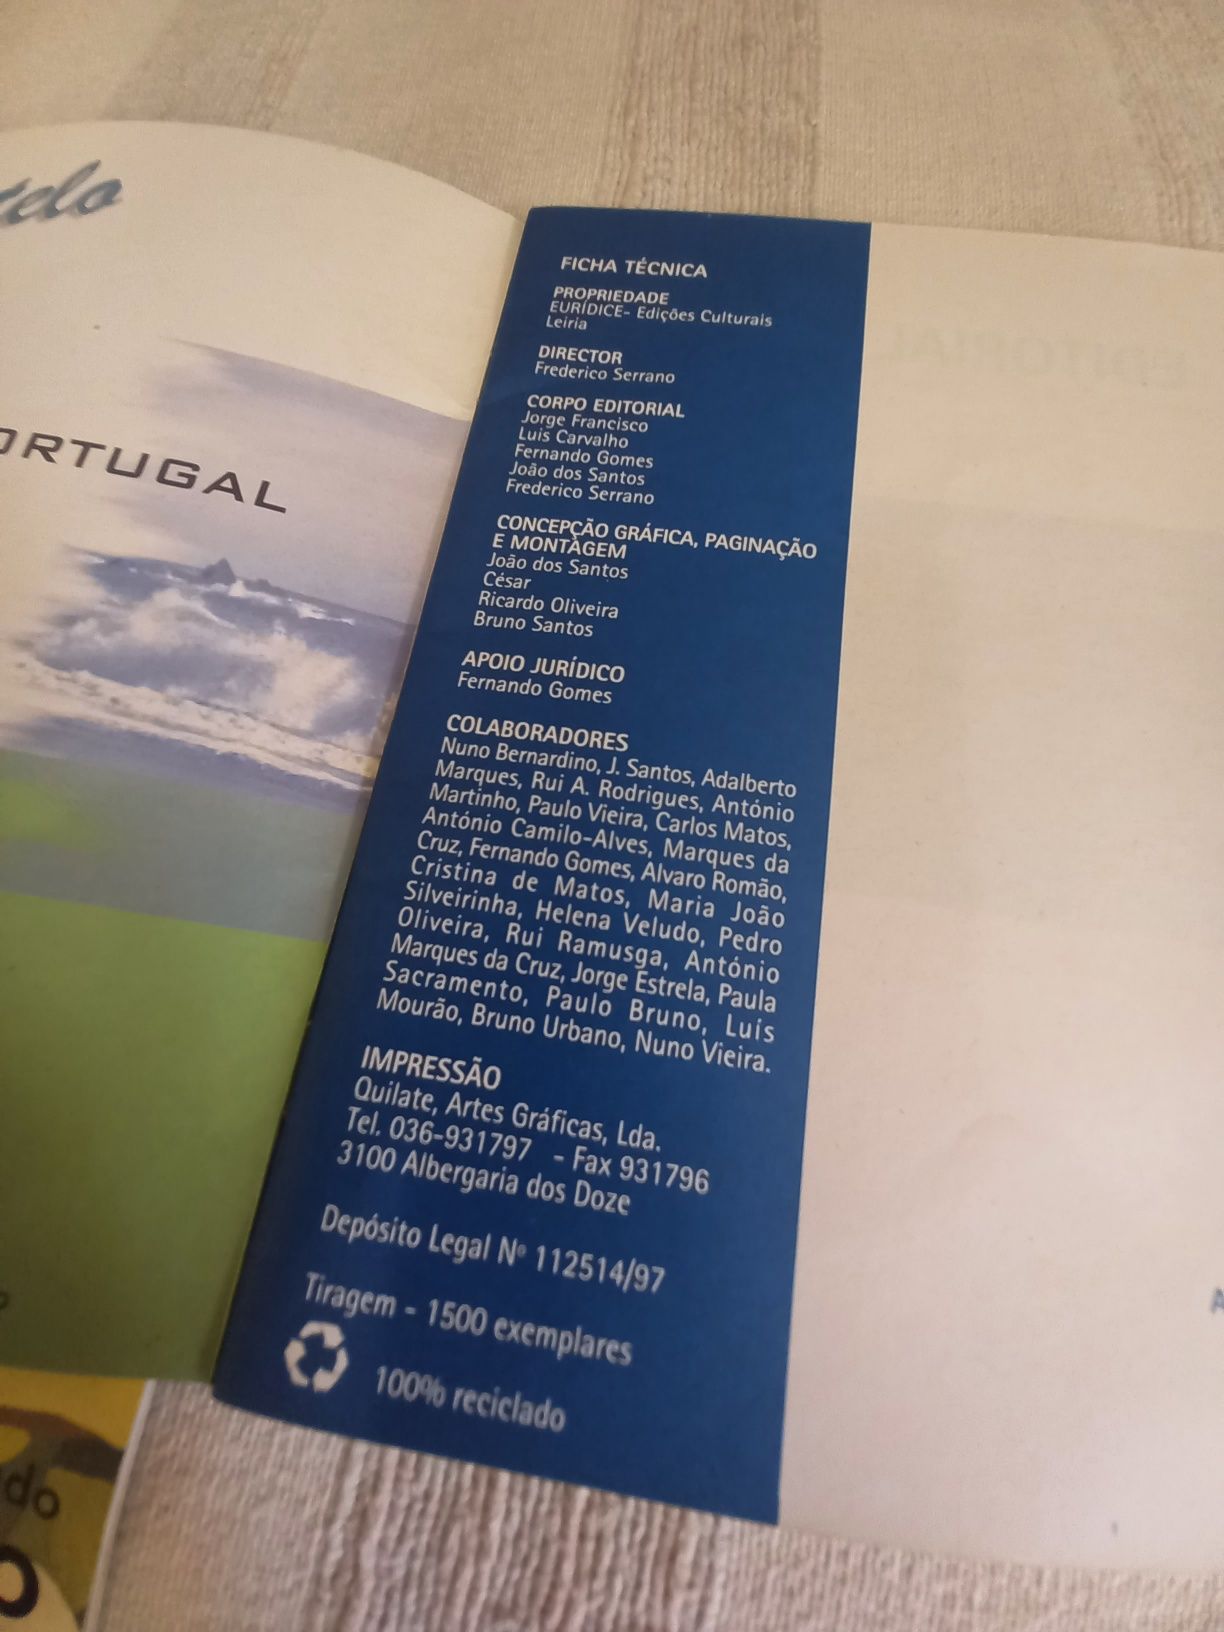 telo
ORTUGAL
FICHA TÉCNICA
PROPRIEDADE
EURÍDICE- Edições Culturais
Leiria
DIRECTOR
Frederico Serrano
CORPO EDITORIAL
Jorge Francisco
Luis Carvalho
Fernando Gomes
João dos Santos
Frederico Serrano
CONCEPÇÃO GRÁFICA, PAGINAÇÃO
E MONTAGEM
João dos Santos
César
Ricardo Oliveira
Bruno Santos
APOIO JURÍDICO
Fernando Gomes
COLABORADORES
Nuno Bernardino, J. Santos, Adalberto
Marques, Rui A. Rodrigues, António
Martinho, Paulo Vieira, Carlos Matos,
António Camilo-Alves, Marques da
Cruz, Fernando Gomes, Alvaro Romão,
Cristina de Matos, Maria João
Silveirinha, Helena Veludo, Pedro
Oliveira, Rui Ramusga, António
Marques da Cruz, Jorge Estrela, Paula
Sacramento, Paulo Bruno, Luís
Mourão, Bruno Urbano, Nuno Vieira.
IMPRESSÃO
Quilate, Artes Gráficas, Lda.
Tel. 036-931797 - Fax 931796
3100 Albergaria dos Doze
Depósito Legal Nº 112514/97
Tiragem - 1500 exemplares
100% reciclado
do